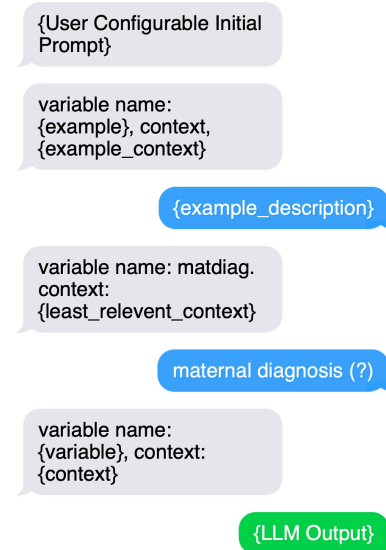 {User Configurable Initial
Prompt}
variable name:
{example}, context,
{example_context}
{example_description}
variable name: matdiag.
context:
{least_relevent_context}
maternal diagnosis (?)
variable name:
{variable}, context:
{context}
{LLM Output}